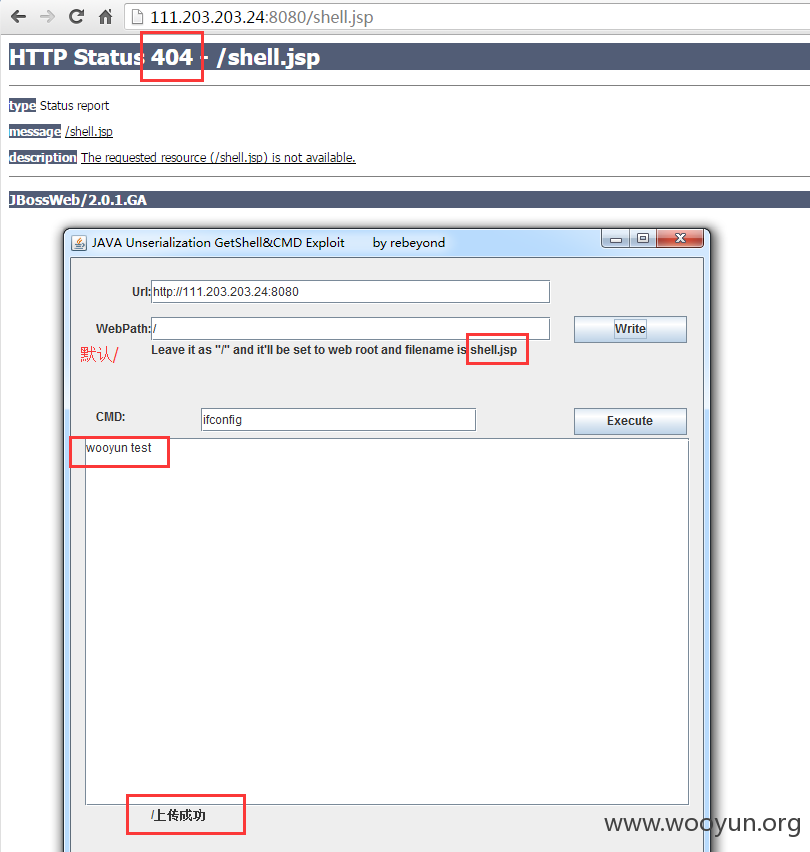 111.203.203.24:8080/shell.jsp
HTTP Status 404 - /shell.jsp
type Status report
message /shell.jsp
description The requested resource (/shell.jsp) is not available.
JBossWeb/2.0.1.GA
JAVA Unserialization GetShell&CMD Exploit by rebeyond
Url: http://111.203.203.24:8080
WebPath: / Write
默认/ Leave it as "/" and it'll be set to web root and filename is shell.jsp
CMD: ifconfig Execute
wooyun test
/上传成功
www.wooyun.org